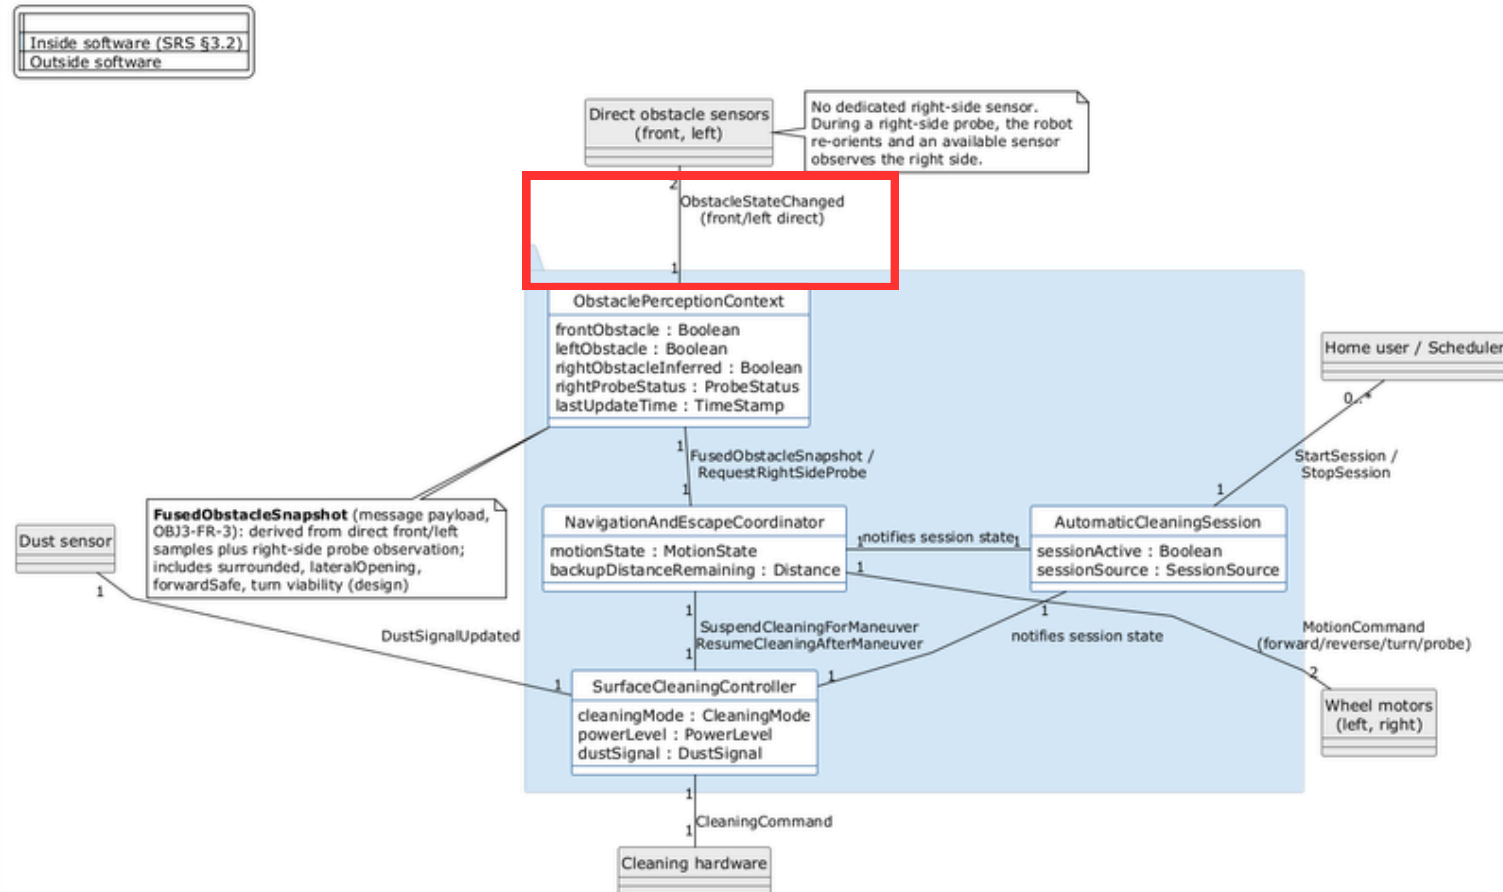 Inside software (SRS §3.2)
Outside software
Direct obstacle sensors
(front, left)
No dedicated right-side sensor.
During a right-side probe, the robot
re-orients and an available sensor
observes the right side.
2
ObstacleStateChanged
(front/left direct)
1
ObstaclePerceptionContext
frontObstacle : Boolean
leftObstacle : Boolean
rightObstacleInferred : Boolean
rightProbeStatus : ProbeStatus
lastUpdateTime : TimeStamp
Home user / Scheduler
0..*
StartSession /
StopSession
1
1
FusedObstacleSnapshot /
RequestRightSideProbe
1
FusedObstacleSnapshot (message payload,
OBJ3-FR-3): derived from direct front/left
samples plus right-side probe observation;
includes surrounded, lateralOpening,
forwardSafe, turn viability (design)
Dust sensor
1
DustSignalUpdated
1
NavigationAndEscapeCoordinator
motionState : MotionState
backupDistanceRemaining : Distance
1
notifies session state
1
AutomaticCleaningSession
sessionActive : Boolean
sessionSource : SessionSource
1
MotionCommand
(forward/reverse/turn/probe)
2
1
SuspendCleaningForManeuver
ResumeCleaningAfterManeuver
1
1
notifies session state
1
SurfaceCleaningController
cleaningMode : CleaningMode
powerLevel : PowerLevel
dustSignal : DustSignal
Wheel motors
(left, right)
1
CleaningCommand
1
Cleaning hardware